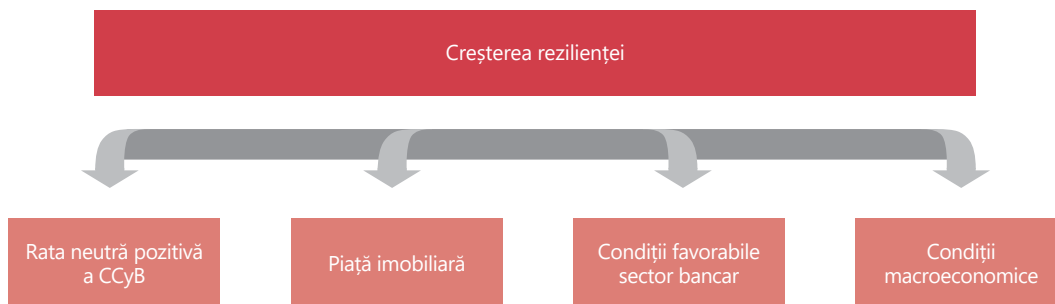 Creșterea rezilienței
Rata neutră pozitivă
a CCyB
Piață imobiliară
Condiții favorabile
sector bancar
Condiții
macroeconomice